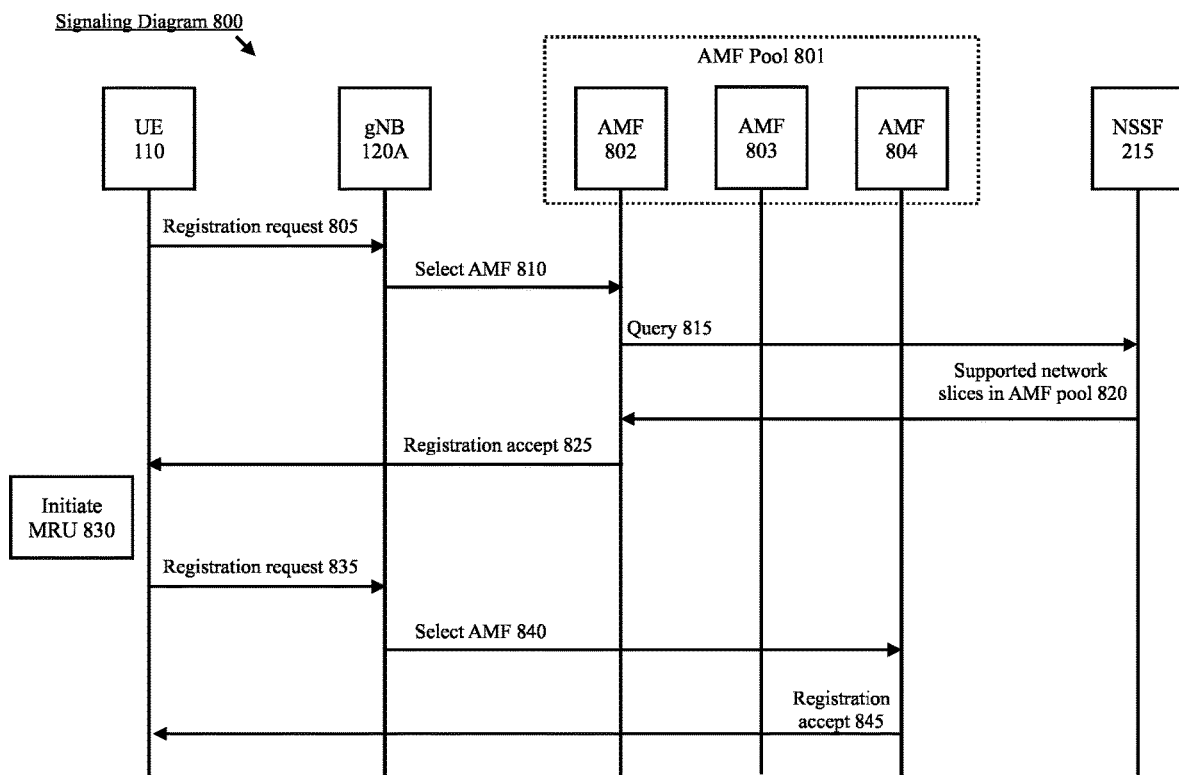 Signaling Diagram 800
AMF Pool 801
UE
110
gNB
120A
AMF
802
AMF
803
AMF
804
NSSF
215
Registration request 805
Select AMF 810
Query 815
Supported network
slices in AMF pool 820
Registration accept 825
Initiate
MRU 830
Registration request 835
Select AMF 840
Registration
accept 845